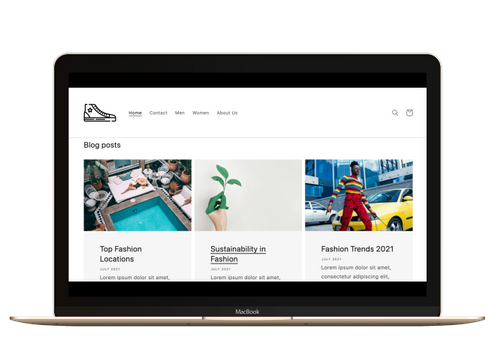 Home Contact Men Women About Us
Blog posts
Top Fashion
Locations
JULY 2021
Lorem ipsum dolor sit amet,
Sustainability in
Fashion
JULY 2021
Lorem ipsum dolor sit amet,
Fashion Trends 2021
JULY 2021
Lorem ipsum dolor sit amet,
consectetur adipiscing elit,
MacBook